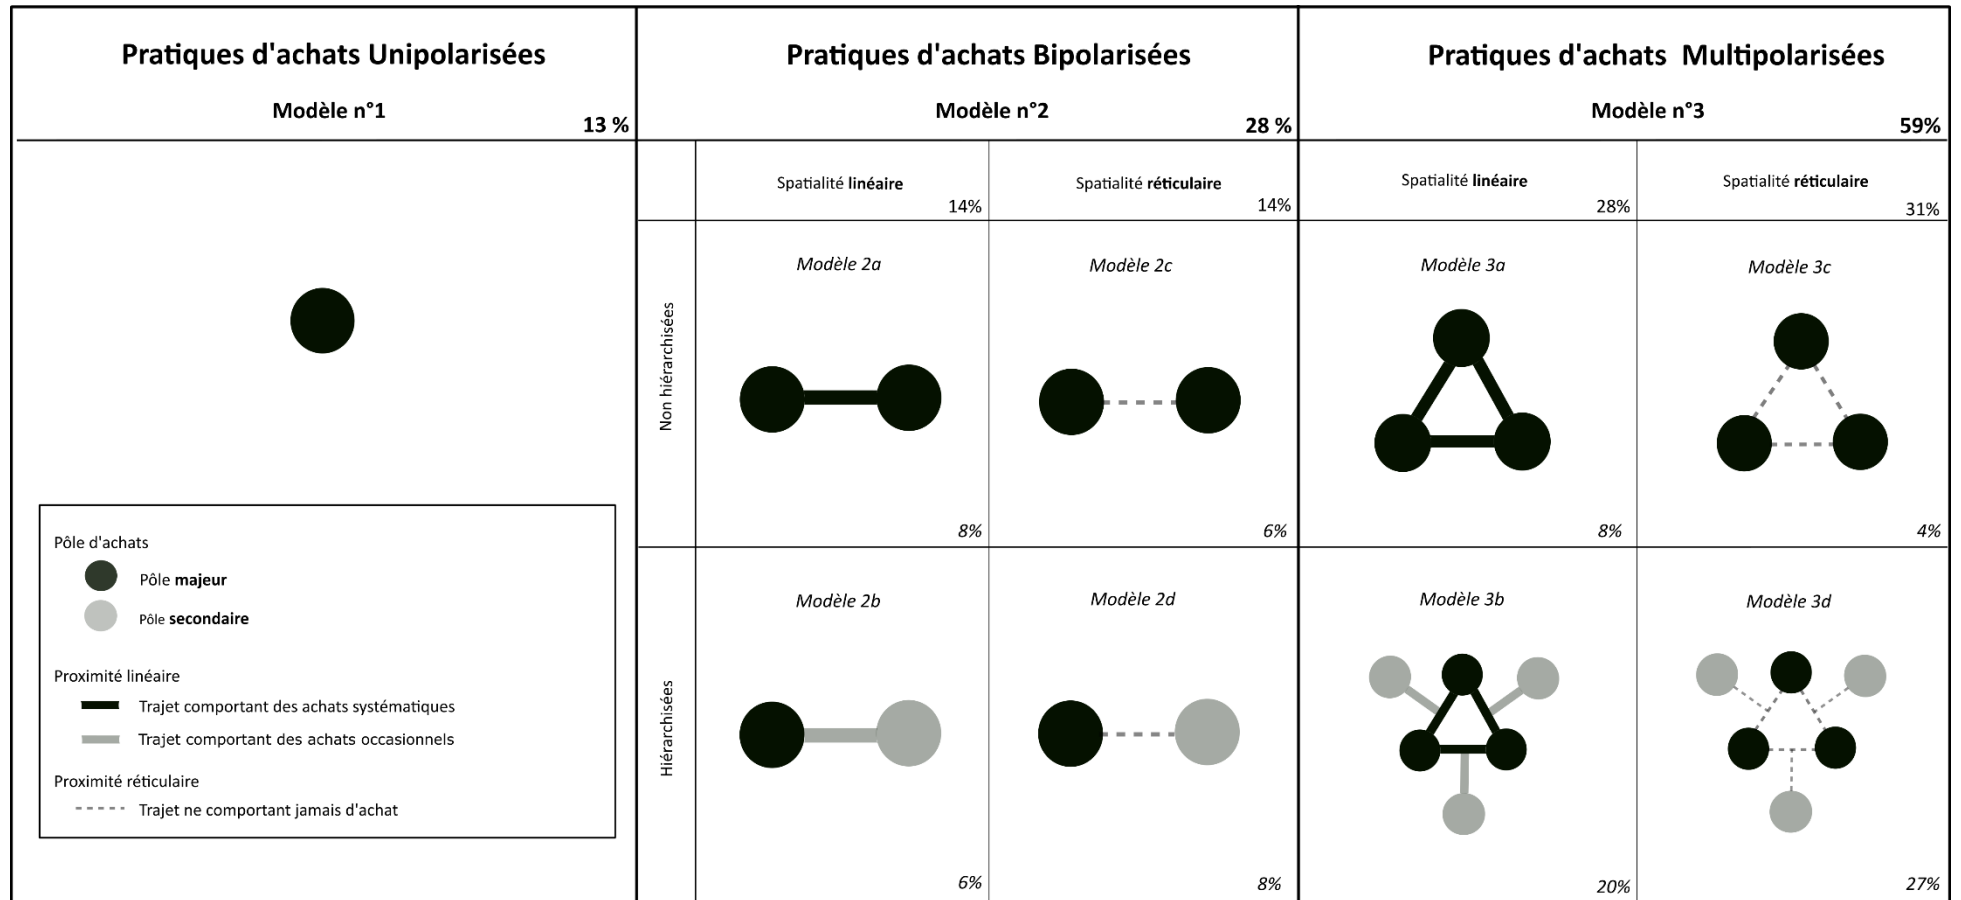 Pratiques d'achats Unipolarisées
Modèle n°1
13 %
Pôle d'achats
Pôle majeur
Pôle secondaire
Proximité linéaire
Trajet comportant des achats systématiques
Trajet comportant des achats occasionnels
Proximité réticulaire
Trajet ne comportant jamais d'achat
Pratiques d'achats Bipolarisées
Modèle n°2
28 %
Spatialité linéaire
14%
Spatialité réticulaire
14%
Non hiérarchisées
Modèle 2a
8%
Modèle 2c
6%
Hiérarchisées
Modèle 2b
6%
Modèle 2d
8%
Pratiques d'achats  Multipolarisées
Modèle n°3
59%
Spatialité linéaire
28%
Spatialité réticulaire
31%
Modèle 3a
8%
Modèle 3c
4%
Modèle 3b
20%
Modèle 3d
27%